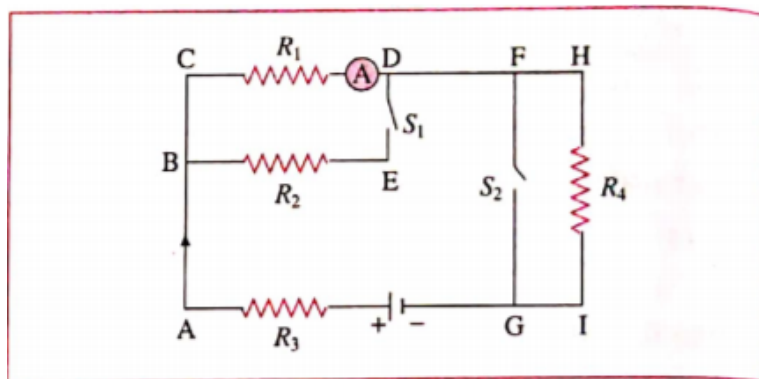 C R₁ A D F H
S₁
B R₂ E S₂ R₄
A R₃ + − G I